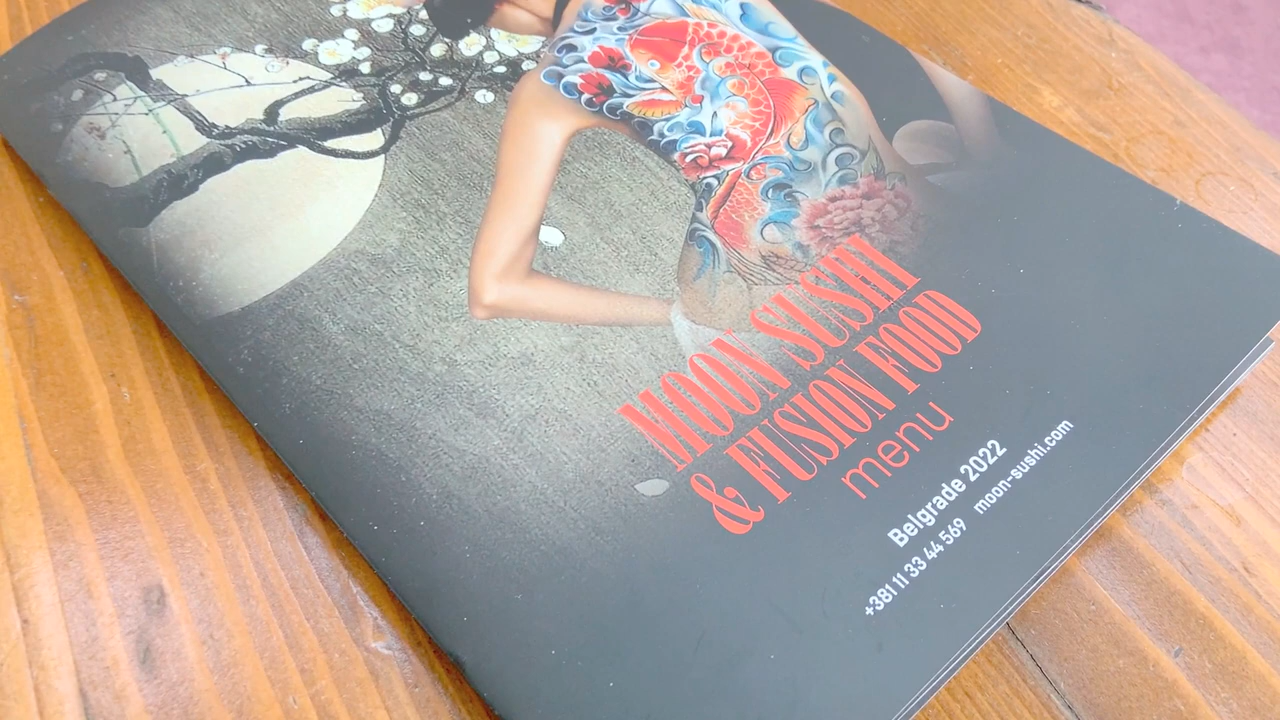 MOON SUSHI
& FUSION FOOD
menu
Belgrade 2022
+381 11 33 44 569 moon-sushi.com